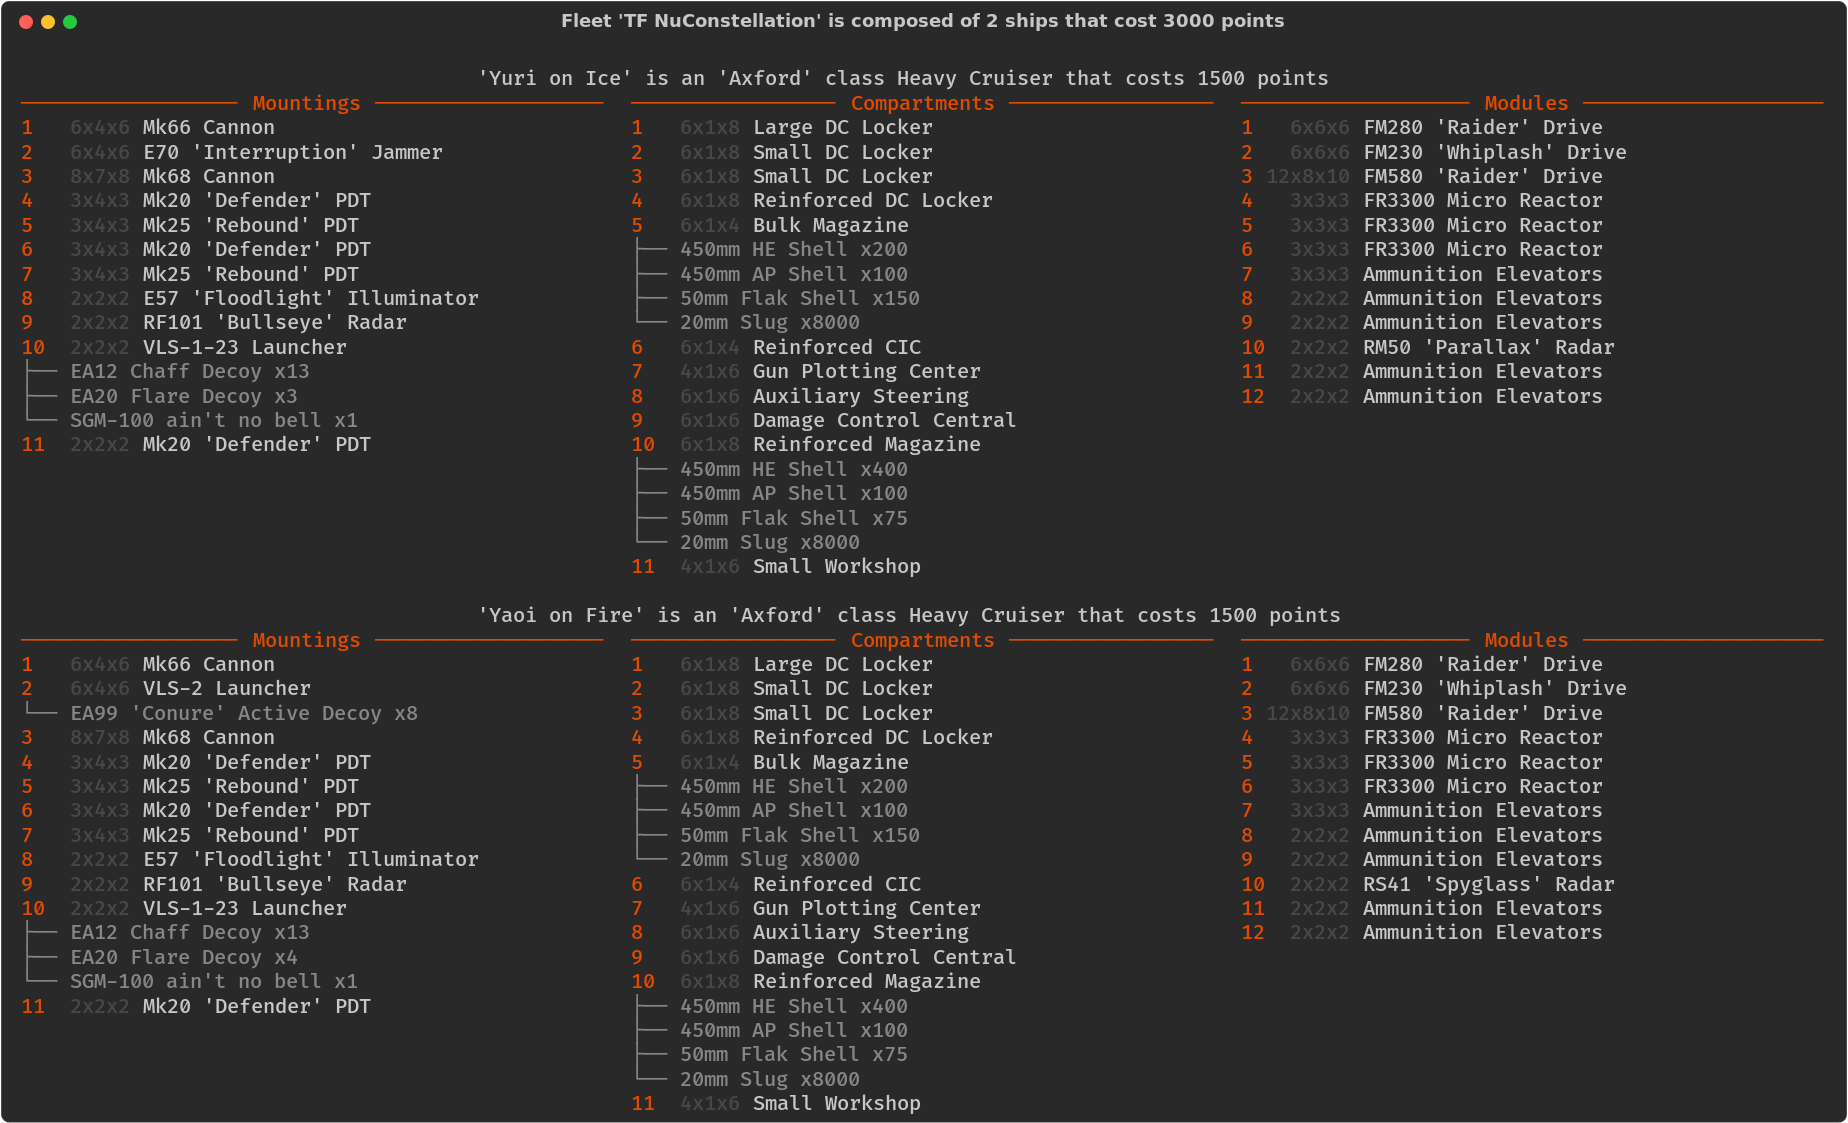 Fleet 'TF NuConstellation' is composed of 2 ships that cost 3000 points
'Yuri on Ice' is an 'Axford' class Heavy Cruiser that costs 1500 points
Mountings
1 6x4x6 Mk66 Cannon
2 6x4x6 E70 'Interruption' Jammer
3 8x7x8 Mk68 Cannon
4 3x4x3 Mk20 'Defender' PDT
5 3x4x3 Mk25 'Rebound' PDT
6 3x4x3 Mk20 'Defender' PDT
7 3x4x3 Mk25 'Rebound' PDT
8 2x2x2 E57 'Floodlight' Illuminator
9 2x2x2 RF101 'Bullseye' Radar
10 2x2x2 VLS-1-23 Launcher
EA12 Chaff Decoy x13
EA20 Flare Decoy x3
SGM-100 ain't no bell x1
11 2x2x2 Mk20 'Defender' PDT
Compartments
1 6x1x8 Large DC Locker
2 6x1x8 Small DC Locker
3 6x1x8 Small DC Locker
4 6x1x8 Reinforced DC Locker
5 6x1x4 Bulk Magazine
450mm HE Shell x200
450mm AP Shell x100
50mm Flak Shell x150
20mm Slug x8000
6 6x1x4 Reinforced CIC
7 4x1x6 Gun Plotting Center
8 6x1x6 Auxiliary Steering
9 6x1x6 Damage Control Central
10 6x1x8 Reinforced Magazine
450mm HE Shell x400
450mm AP Shell x100
50mm Flak Shell x75
20mm Slug x8000
11 4x1x6 Small Workshop
Modules
1 6x6x6 FM280 'Raider' Drive
2 6x6x6 FM230 'Whiplash' Drive
3 12x8x10 FM580 'Raider' Drive
4 3x3x3 FR3300 Micro Reactor
5 3x3x3 FR3300 Micro Reactor
6 3x3x3 FR3300 Micro Reactor
7 3x3x3 Ammunition Elevators
8 2x2x2 Ammunition Elevators
9 2x2x2 Ammunition Elevators
10 2x2x2 RM50 'Parallax' Radar
11 2x2x2 Ammunition Elevators
12 2x2x2 Ammunition Elevators
'Yaoi on Fire' is an 'Axford' class Heavy Cruiser that costs 1500 points
Mountings
1 6x4x6 Mk66 Cannon
2 6x4x6 VLS-2 Launcher
EA99 'Conure' Active Decoy x8
3 8x7x8 Mk68 Cannon
4 3x4x3 Mk20 'Defender' PDT
5 3x4x3 Mk25 'Rebound' PDT
6 3x4x3 Mk20 'Defender' PDT
7 3x4x3 Mk25 'Rebound' PDT
8 2x2x2 E57 'Floodlight' Illuminator
9 2x2x2 RF101 'Bullseye' Radar
10 2x2x2 VLS-1-23 Launcher
EA12 Chaff Decoy x13
EA20 Flare Decoy x4
SGM-100 ain't no bell x1
11 2x2x2 Mk20 'Defender' PDT
Compartments
1 6x1x8 Large DC Locker
2 6x1x8 Small DC Locker
3 6x1x8 Small DC Locker
4 6x1x8 Reinforced DC Locker
5 6x1x4 Bulk Magazine
450mm HE Shell x200
450mm AP Shell x100
50mm Flak Shell x150
20mm Slug x8000
6 6x1x4 Reinforced CIC
7 4x1x6 Gun Plotting Center
8 6x1x6 Auxiliary Steering
9 6x1x6 Damage Control Central
10 6x1x8 Reinforced Magazine
450mm HE Shell x400
450mm AP Shell x100
50mm Flak Shell x75
20mm Slug x8000
11 4x1x6 Small Workshop
Modules
1 6x6x6 FM280 'Raider' Drive
2 6x6x6 FM230 'Whiplash' Drive
3 12x8x10 FM580 'Raider' Drive
4 3x3x3 FR3300 Micro Reactor
5 3x3x3 FR3300 Micro Reactor
6 3x3x3 FR3300 Micro Reactor
7 3x3x3 Ammunition Elevators
8 2x2x2 Ammunition Elevators
9 2x2x2 Ammunition Elevators
10 2x2x2 RS41 'Spyglass' Radar
11 2x2x2 Ammunition Elevators
12 2x2x2 Ammunition Elevators